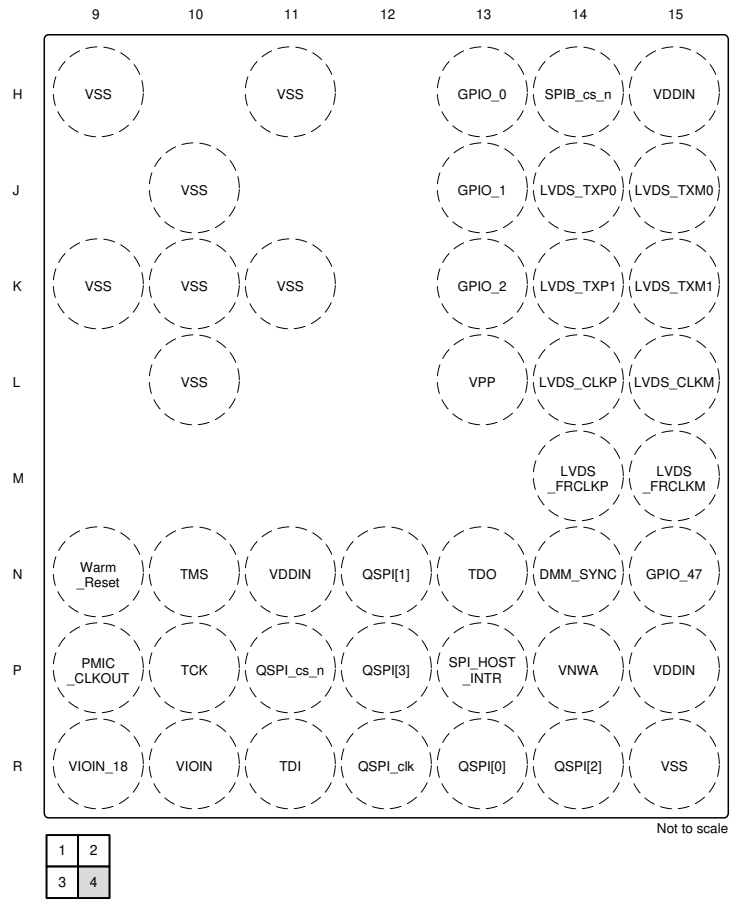 9 10 11 12 13 14 15
H VSS VSS GPIO_0 SPIB_cs_n VDDIN
J VSS GPIO_1 LVDS_TXP0 LVDS_TXM0
K VSS VSS VSS GPIO_2 LVDS_TXP1 LVDS_TXM1
L VSS VPP LVDS_CLKP LVDS_CLKM
M LVDS
_FRCLKP LVDS
_FRCLKM
N Warm
_Reset TMS VDDIN QSPI[1] TDO DMM_SYNC GPIO_47
P PMIC
_CLKOUT TCK QSPI_cs_n QSPI[3] SPI_HOST
_INTR VNWA VDDIN
R VIOIN_18 VIOIN TDI QSPI_clk QSPI[0] QSPI[2] VSS
Not to scale
1 2
3 4